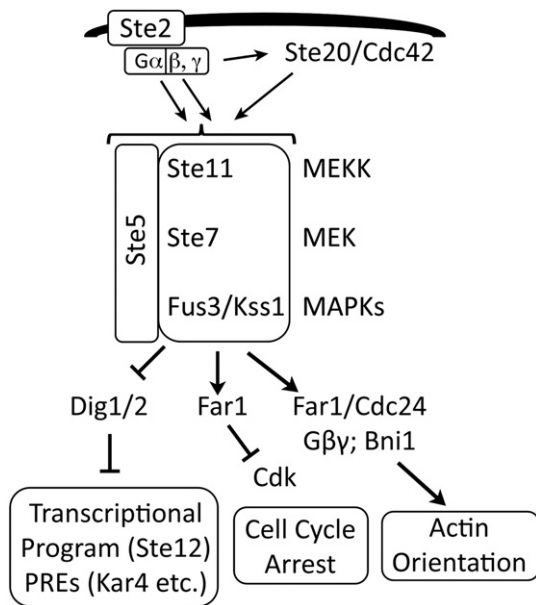 Ste2
Gα β, γ
Ste20/Cdc42
Ste5
Ste11 MEKK
Ste7 MEK
Fus3/Kss1 MAPKs
Dig1/2
Far1
Far1/Cdc24
Gβγ; Bni1
Cdk
Transcriptional
Program (Ste12)
PREs (Kar4 etc.)
Cell Cycle
Arrest
Actin
Orientation